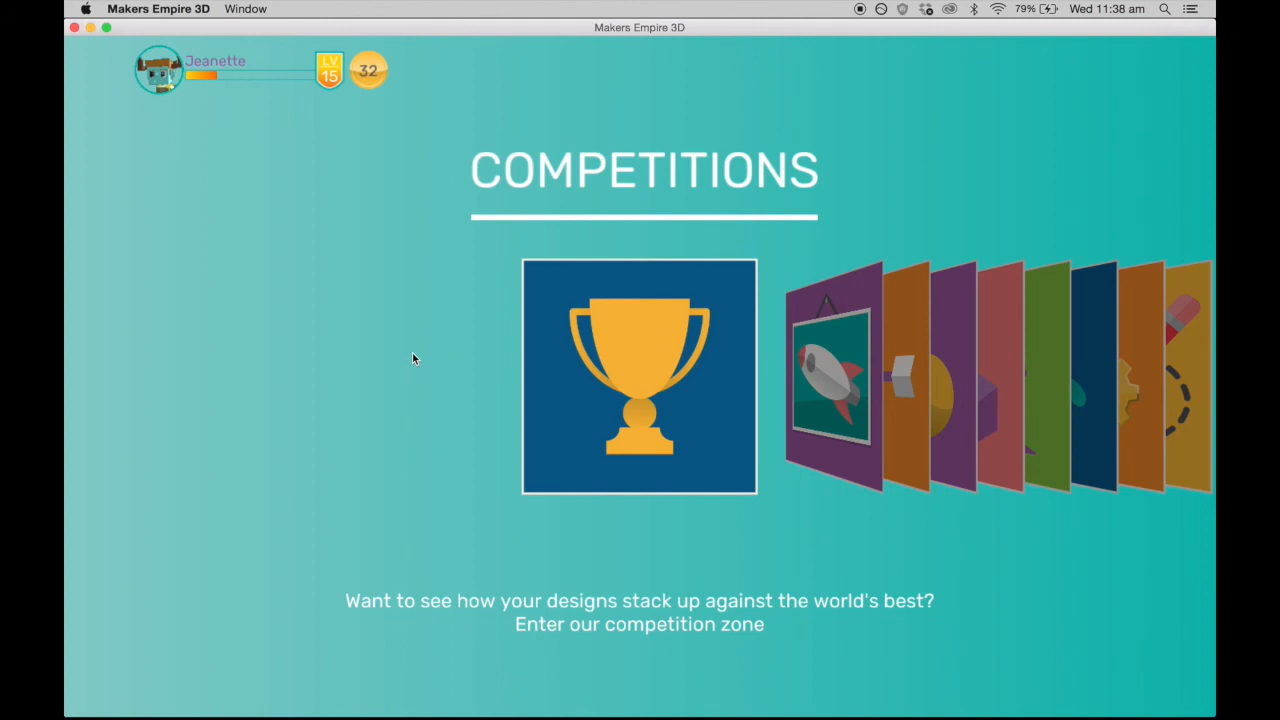 Makers Empire 3D Window 79% Wed 11:38 am
Makers Empire 3D
Jeanette
LV
15
32
COMPETITIONS
Want to see how your designs stack up against the world's best?
Enter our competition zone